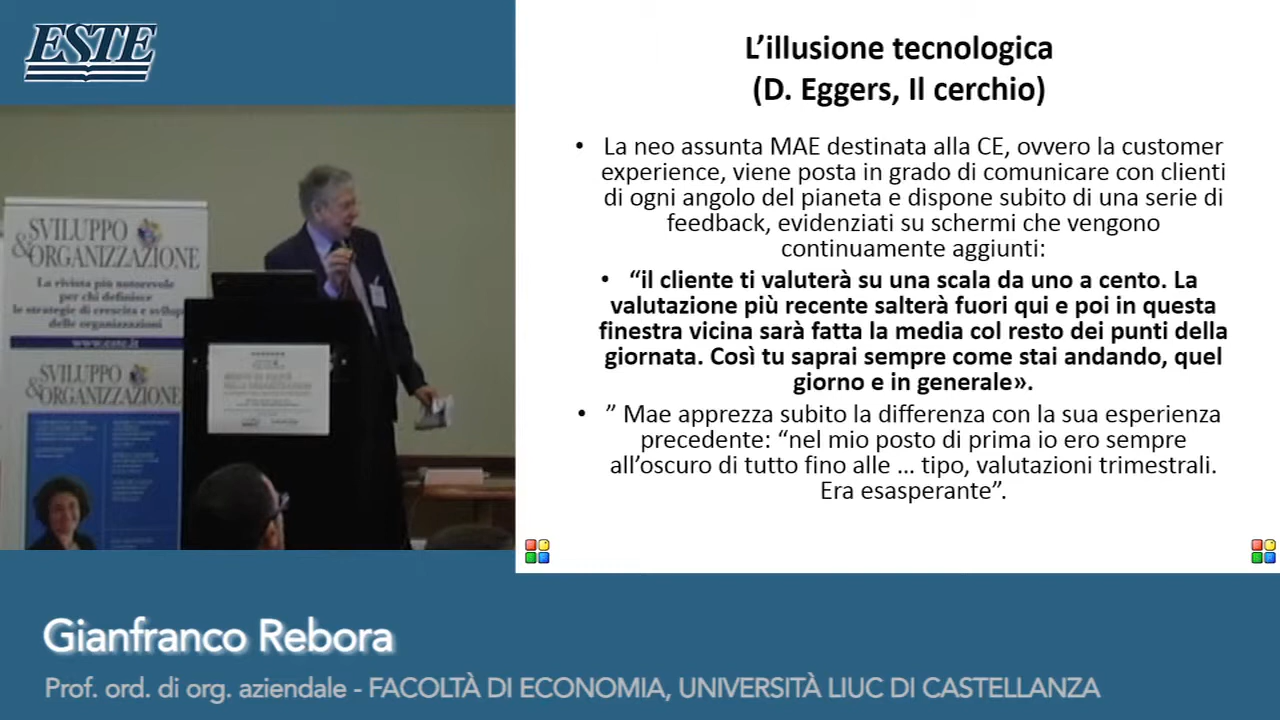 ESTE
L’illusione tecnologica
(D. Eggers, Il cerchio)
• La neo assunta MAE destinata alla CE, ovvero la customer
experience, viene posta in grado di comunicare con clienti
di ogni angolo del pianeta e dispone subito di una serie di
feedback, evidenziati su schermi che vengono
continuamente aggiunti:
• “il cliente ti valuterà su una scala da uno a cento. La
valutazione più recente salterà fuori qui e poi in questa
finestra vicina sarà fatta la media col resto dei punti della
giornata. Così tu saprai sempre come stai andando, quel
giorno e in generale».
• ” Mae apprezza subito la differenza con la sua esperienza
precedente: “nel mio posto di prima io ero sempre
all’oscuro di tutto fino alle … tipo, valutazioni trimestrali.
Era esasperante”.
SVILUPPO
&ORGANIZZAZIONE
La rivista più autorevole
per chi definisce
le strategie di crescita e svilup
delle organizzazioni
www.este.it
SVILUPPO
&ORGANIZZAZIONE
Gianfranco Rebora
Prof. ord. di org. aziendale - FACOLTÀ DI ECONOMIA, UNIVERSITÀ LIUC DI CASTELLANZA